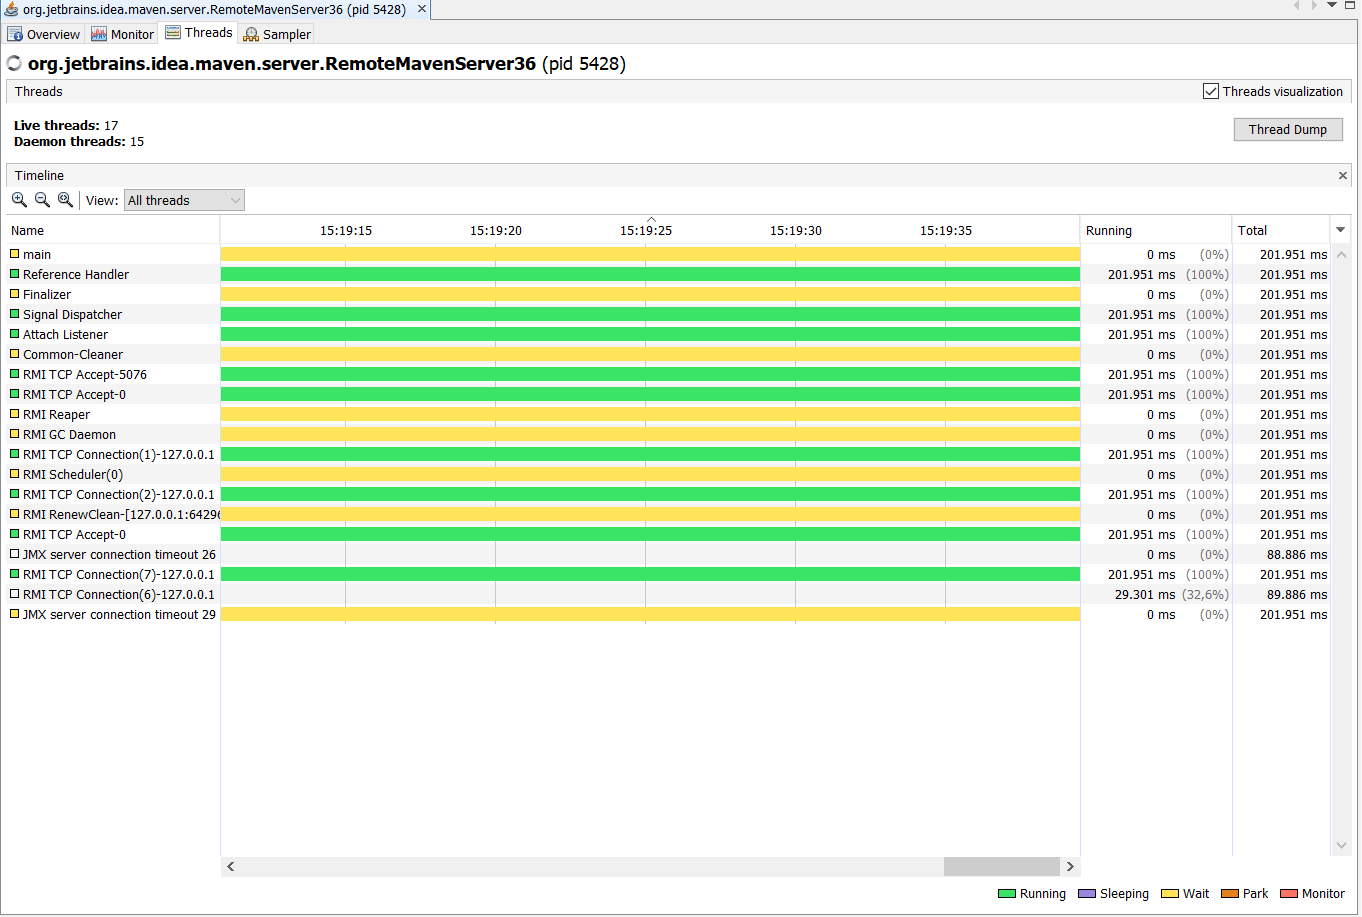 org.jetbrains.idea.maven.server.RemoteMavenServer36 (pid 5428)
Overview Monitor Threads Sampler
org.jetbrains.idea.maven.server.RemoteMavenServer36 (pid 5428)
Threads Threads visualization
Live threads: 17
Daemon threads: 15
Thread Dump
Timeline
View: All threads
Name 15:19:15 15:19:20 15:19:25 15:19:30 15:19:35 Running Total
main 0 ms (0%) 201.951 ms
Reference Handler 201.951 ms (100%) 201.951 ms
Finalizer 0 ms (0%) 201.951 ms
Signal Dispatcher 201.951 ms (100%) 201.951 ms
Attach Listener 201.951 ms (100%) 201.951 ms
Common-Cleaner 0 ms (0%) 201.951 ms
RMI TCP Accept-5076 201.951 ms (100%) 201.951 ms
RMI TCP Accept-0 201.951 ms (100%) 201.951 ms
RMI Reaper 0 ms (0%) 201.951 ms
RMI GC Daemon 0 ms (0%) 201.951 ms
RMI TCP Connection(1)-127.0.0.1 201.951 ms (100%) 201.951 ms
RMI Scheduler(0) 0 ms (0%) 201.951 ms
RMI TCP Connection(2)-127.0.0.1 201.951 ms (100%) 201.951 ms
RMI RenewClean-[127.0.0.1:64296 0 ms (0%) 201.951 ms
RMI TCP Accept-0 201.951 ms (100%) 201.951 ms
JMX server connection timeout 26 0 ms (0%) 88.886 ms
RMI TCP Connection(7)-127.0.0.1 201.951 ms (100%) 201.951 ms
RMI TCP Connection(6)-127.0.0.1 29.301 ms (32,6%) 89.886 ms
JMX server connection timeout 29 0 ms (0%) 201.951 ms
Running Sleeping Wait Park Monitor